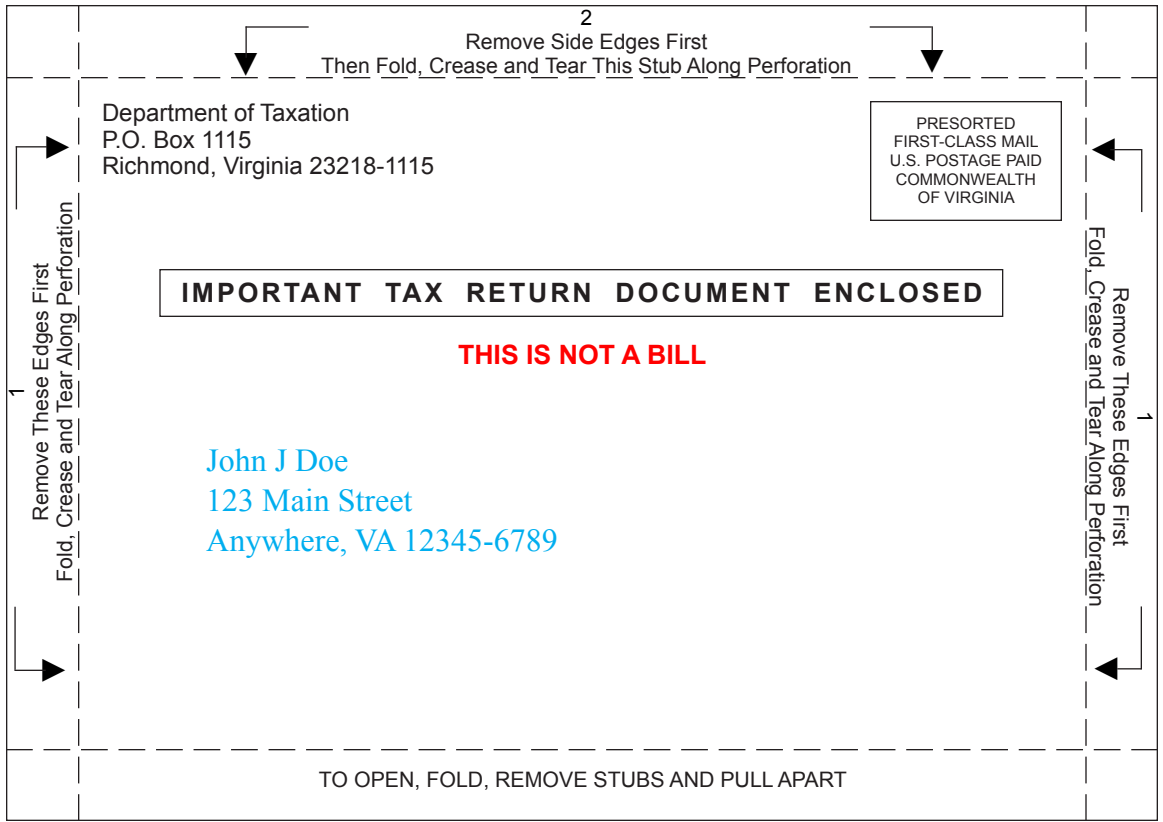 2
Remove Side Edges First
Then Fold, Crease and Tear This Stub Along Perforation
Department of Taxation
P.O. Box 1115
Richmond, Virginia 23218-1115
PRESORTED
FIRST-CLASS MAIL
U.S. POSTAGE PAID
COMMONWEALTH
OF VIRGINIA
1
Remove These Edges First
Fold, Crease and Tear Along Perforation
IMPORTANT TAX RETURN DOCUMENT ENCLOSED
THIS IS NOT A BILL
John J Doe
123 Main Street
Anywhere, VA 12345-6789
1
Remove These Edges First
Fold, Crease and Tear Along Perforation
TO OPEN, FOLD, REMOVE STUBS AND PULL APART